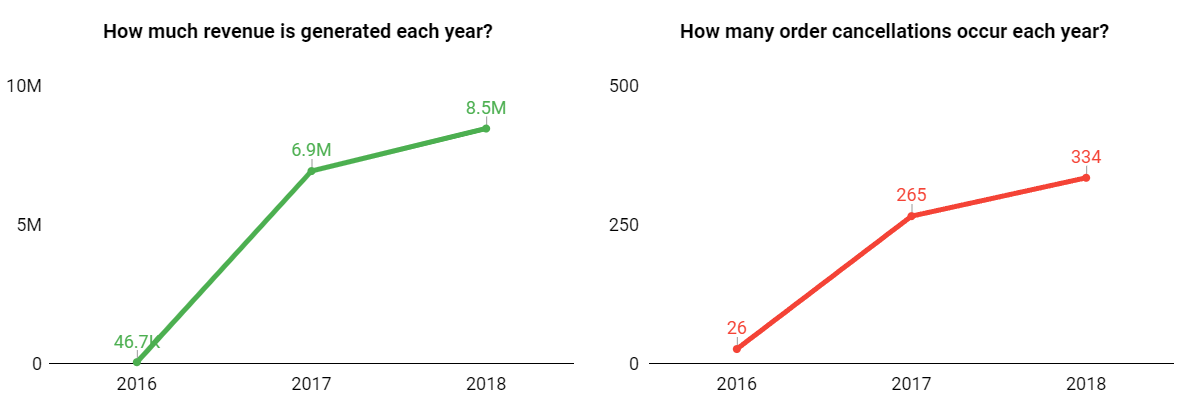 How much revenue is generated each year?
10M
5M
0
46.7K
6.9M
8.5M
2016 2017 2018
How many order cancellations occur each year?
500
250
0
26
265
334
2016 2017 2018